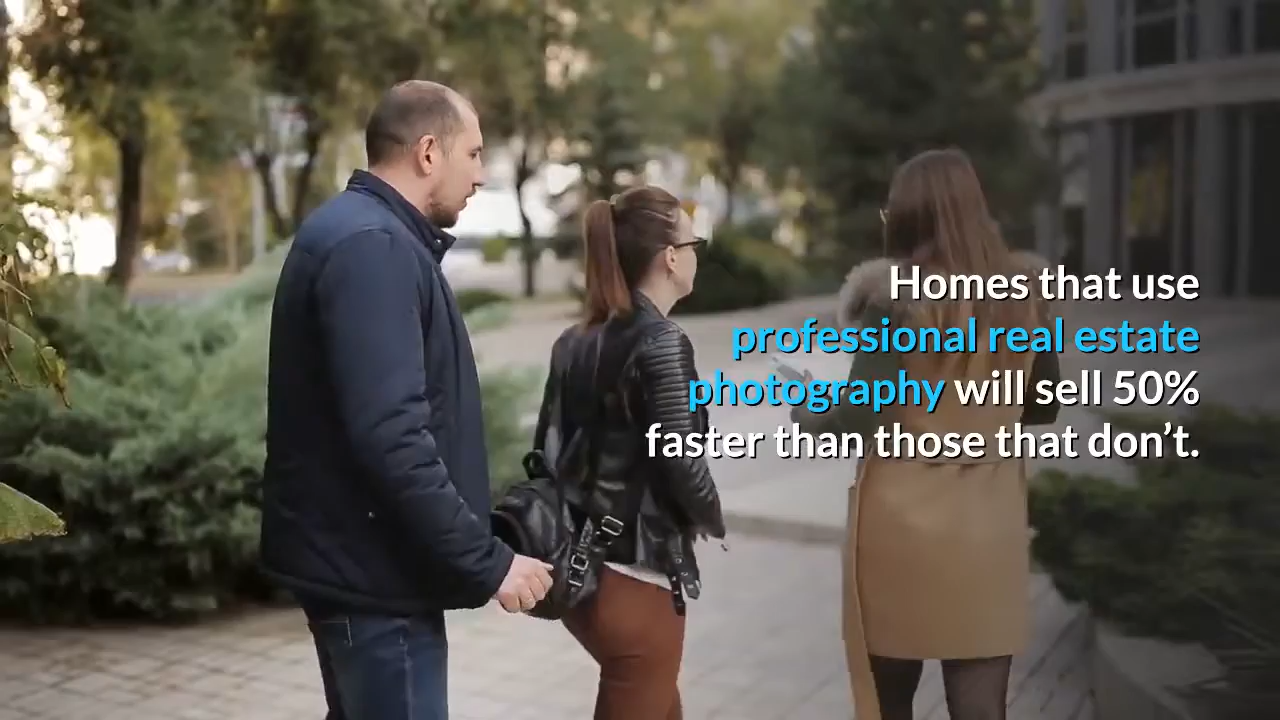 Homes that use
professional real estate
photography will sell 50%
faster than those that don’t.